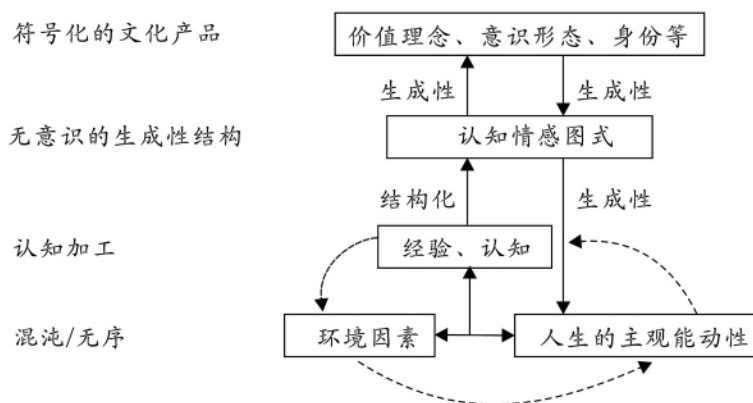 符号化的文化产品
价值理念、意识形态、身份等
生成性
生成性
无意识的生成性结构
认知情感图式
结构化
生成性
认知加工
经验、认知
混沌/无序
环境因素
人生的主观能动性